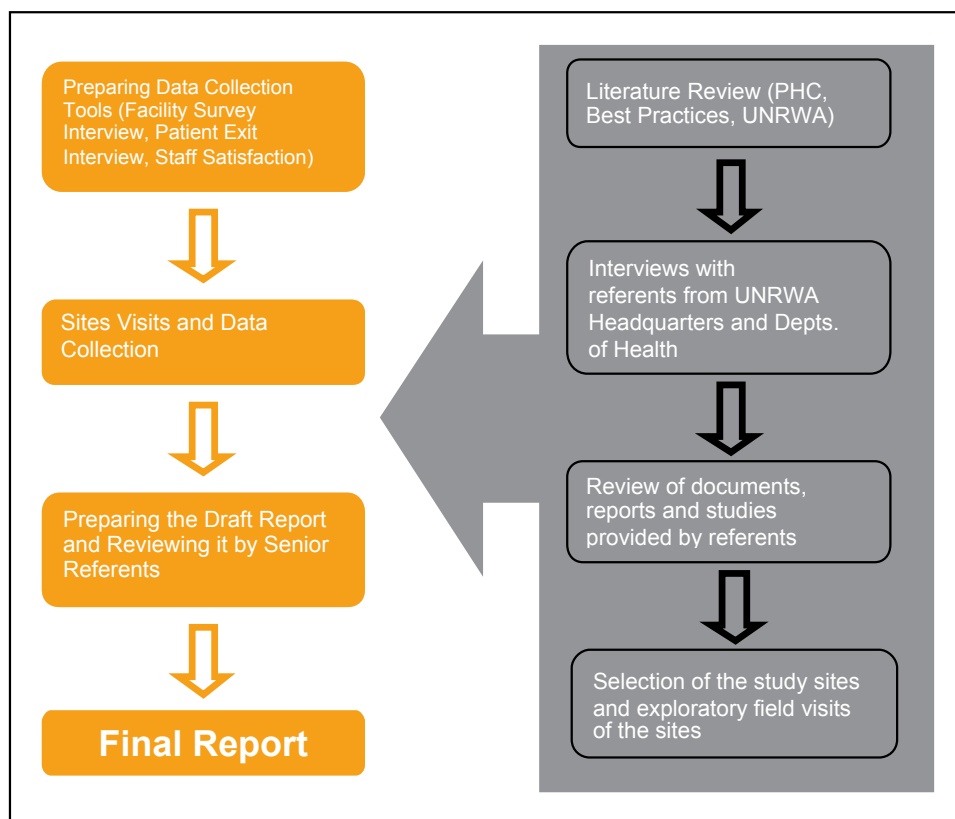 Preparing Data Collection
Tools (Facility Survey
Interview, Patient Exit
Interview, Staff Satisfaction)
Sites Visits and Data
Collection
Preparing the Draft Report
and Reviewing it by Senior
Referents
Final Report
Literature Review (PHC,
Best Practices, UNRWA)
Interviews with
referents from UNRWA
Headquarters and Depts.
of Health
Review of documents,
reports and studies
provided by referents
Selection of the study sites
and exploratory field visits
of the sites